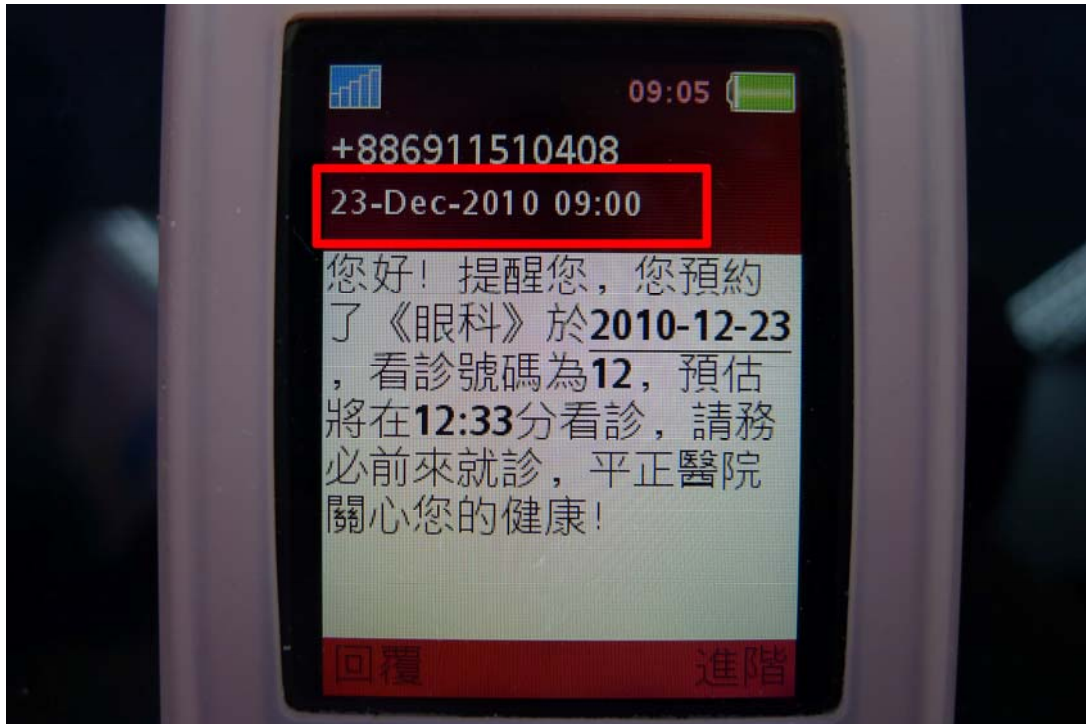 09:05
+886911510408
23-Dec-2010 09:00
您好！提醒您，您預約
了《眼科》於2010-12-23
，看診號碼為12，預估
將在12:33分看診，請務
必前來就診，平正醫院
關心您的健康！
回覆 進階